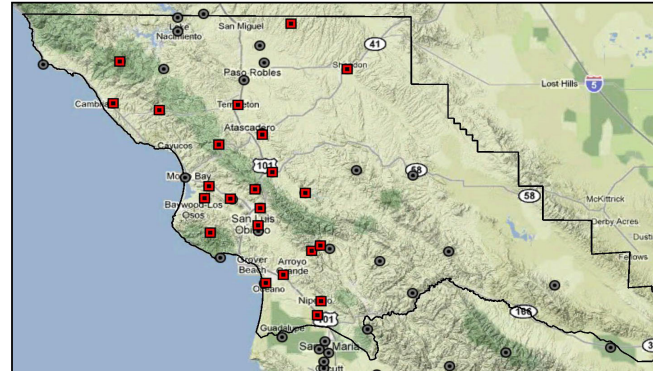 Lake
Nacimiento
San Miguel
41
Paso Robles
Shandon
Lost Hills
5
Cambria
Templeton
Atascadero
Cayucos
101
58
Morro Bay
58
McKittrick
Baywood-Los
Osos
San Luis
Obispo
Derby Acres
Fellows
Grover
Beach
Arroyo
Grande
Oceano
Nipomo
101
166
Guadalupe
Santa Maria
Orcutt